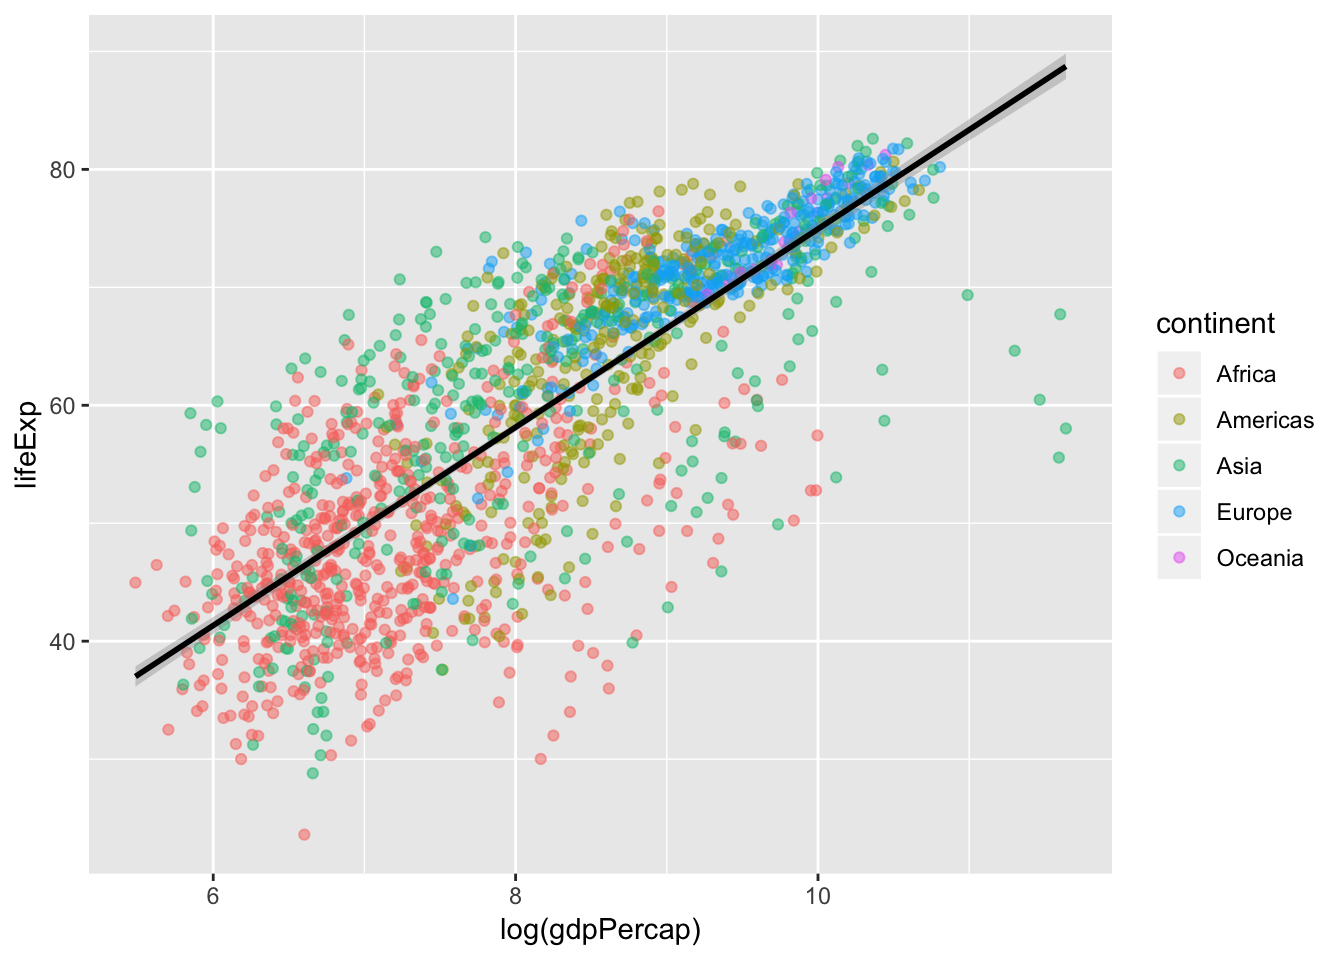 lifeExp
80
60
40
6
8
10
log(gdpPercap)
continent
Africa
Americas
Asia
Europe
Oceania